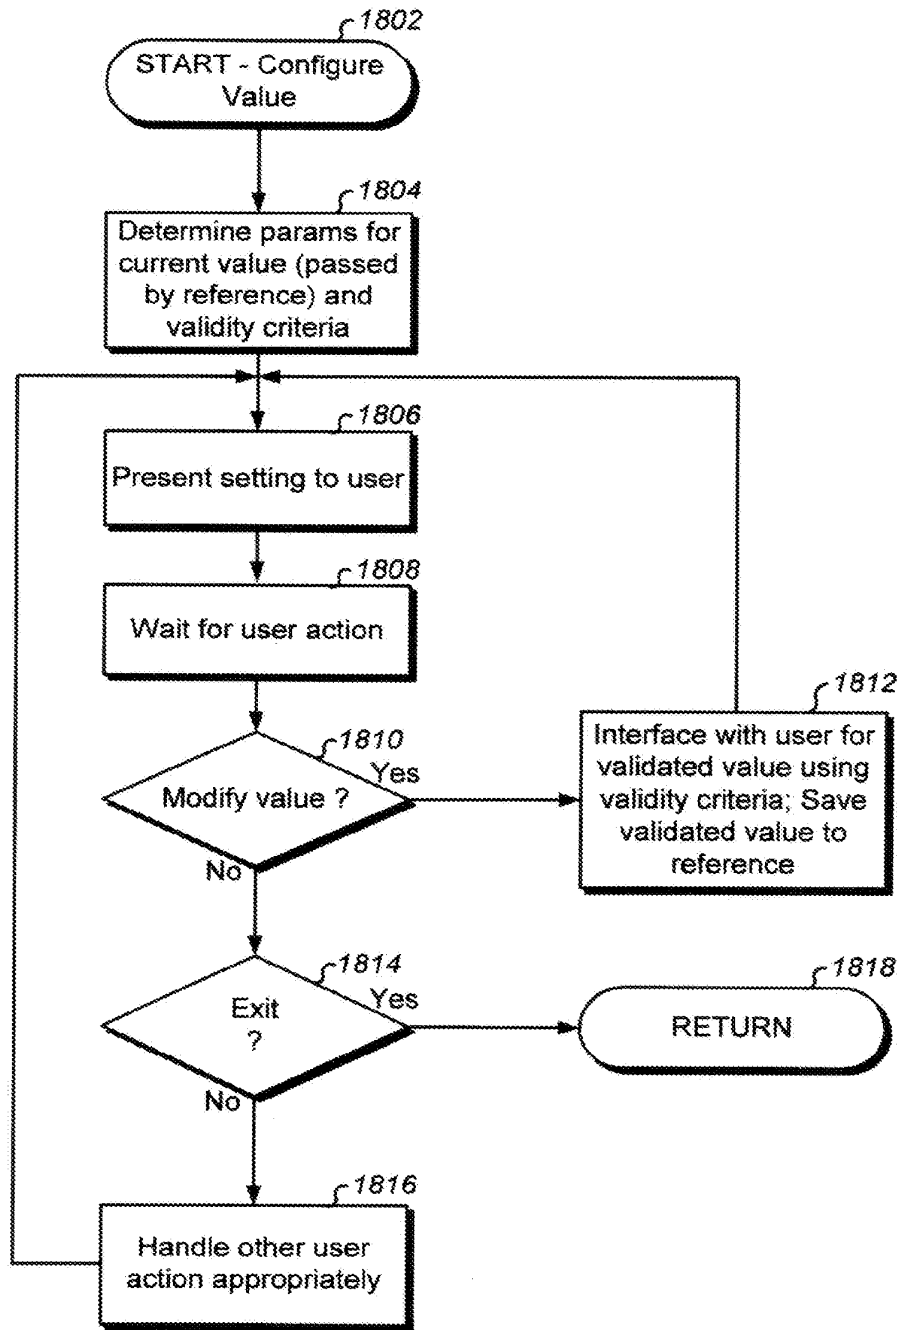 1802
START - Configure
Value
1804
Determine params for
current value (passed
by reference) and
validity criteria
1806
Present setting to user
1808
Wait for user action
1810
Modify value ?
Yes
No
1812
Interface with user for
validated value using
validity criteria; Save
validated value to
reference
1814
Exit
?
Yes
No
1818
RETURN
1816
Handle other user
action appropriately